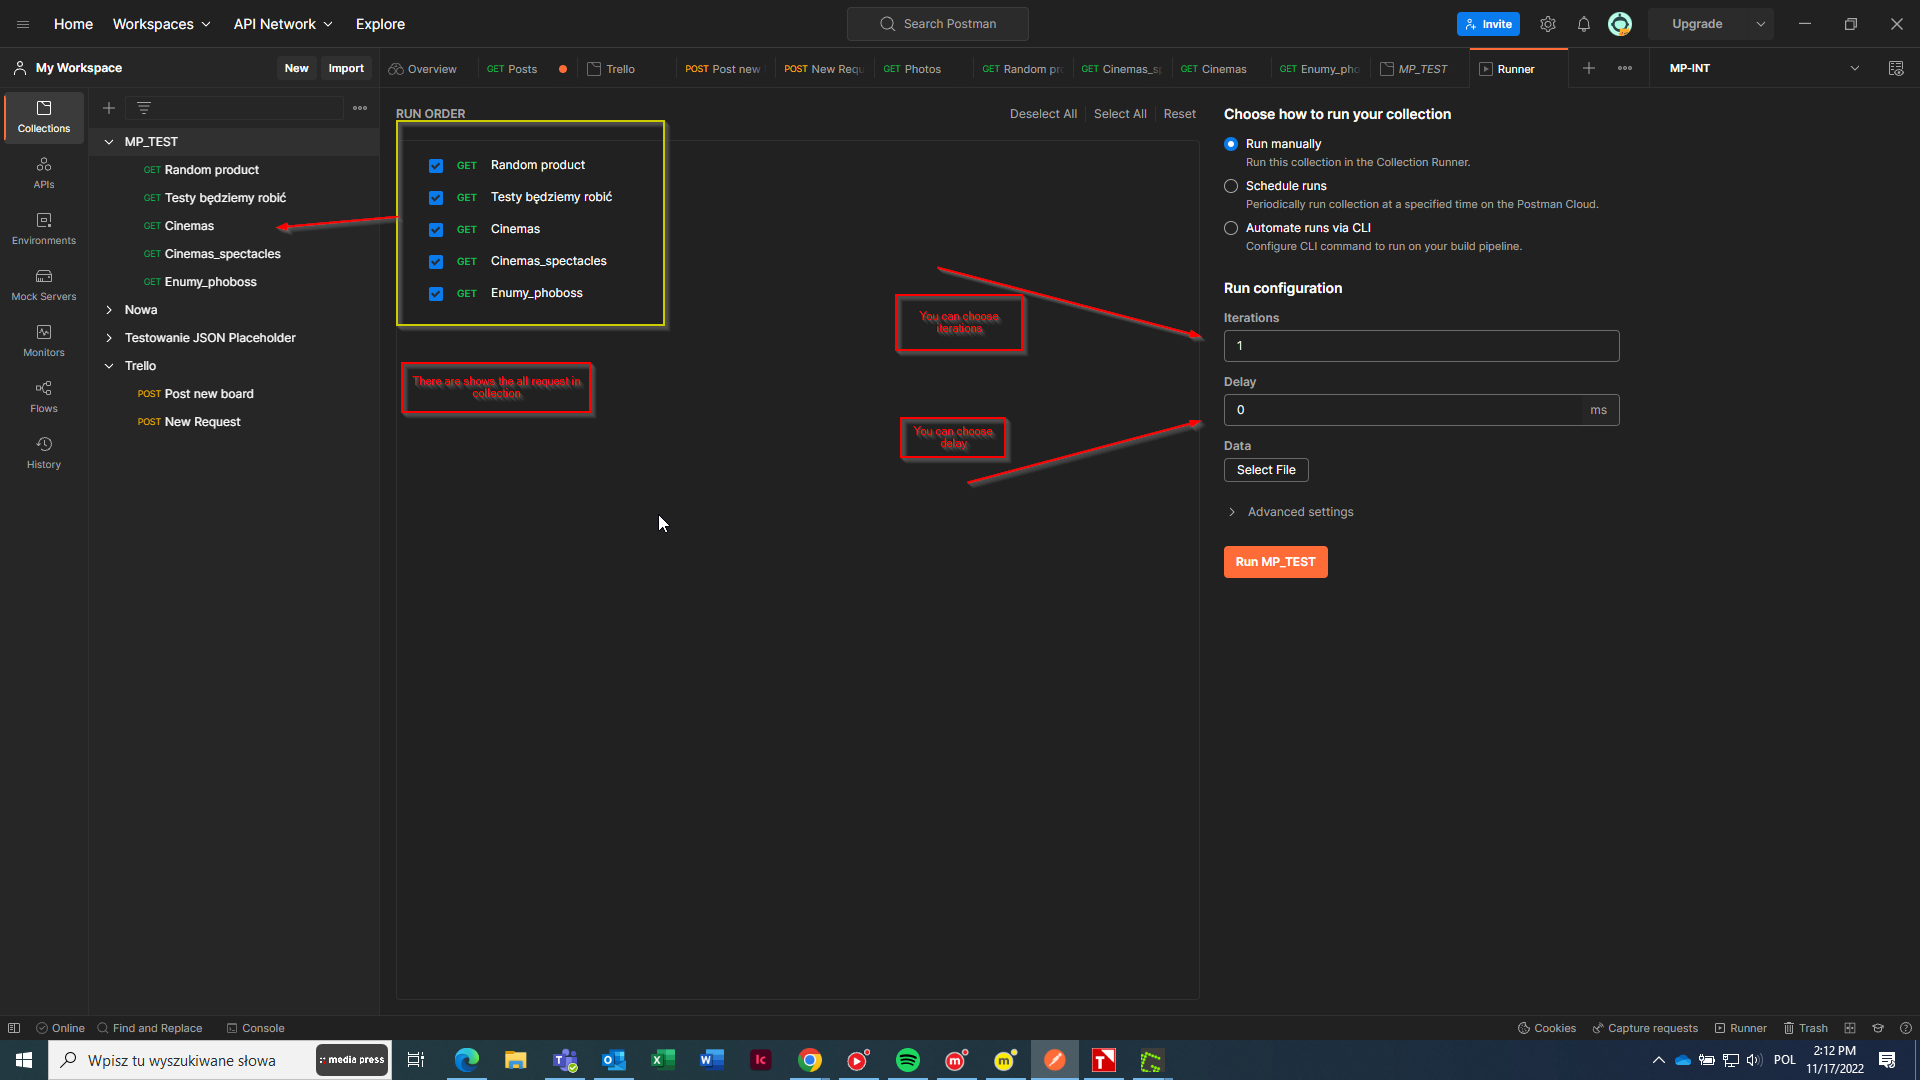 Home
Workspaces
API Network
Explore
Search Postman
Invite
Upgrade
My Workspace
New
Import
Overview
GET Posts
Trello
POST Post new
POST New Requ
GET Photos
GET Random pr
GET Cinemas_sp
GET Cinemas
GET Enumy_pho
MP_TEST
Runner
MP-INT
Collections
APIs
Environments
Mock Servers
Monitors
Flows
History
MP_TEST
GET Random product
GET Testy będziemy robić
GET Cinemas
GET Cinemas_spectacles
GET Enumy_phoboss
Nowa
Testowanie JSON Placeholder
Trello
POST Post new board
POST New Request
RUN ORDER
Deselect All
Select All
Reset
GET Random product
GET Testy będziemy robić
GET Cinemas
GET Cinemas_spectacles
GET Enumy_phoboss
There are shows the all request in
collection
You can choose
iterations
You can choose
delay
Choose how to run your collection
Run manually
Run this collection in the Collection Runner.
Schedule runs
Periodically run collection at a specified time on the Postman Cloud.
Automate runs via CLI
Configure CLI command to run on your build pipeline.
Run configuration
Iterations
1
Delay
0 ms
Data
Select File
Advanced settings
Run MP_TEST
Online
Find and Replace
Console
Cookies
Capture requests
Runner
Trash
Wpisz tu wyszukiwane słowa
media press
POL
2:12 PM
11/17/2022